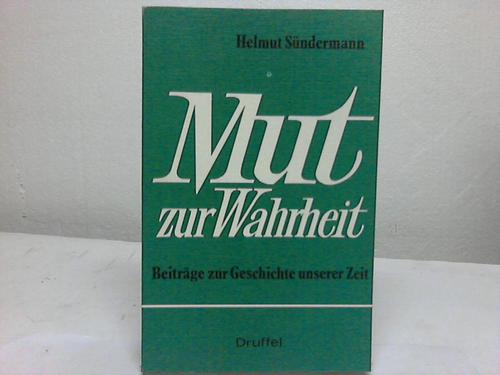 Helmut Sündermann
Mut
zur Wahrheit
Beiträge zur Geschichte unserer Zeit
Druffel